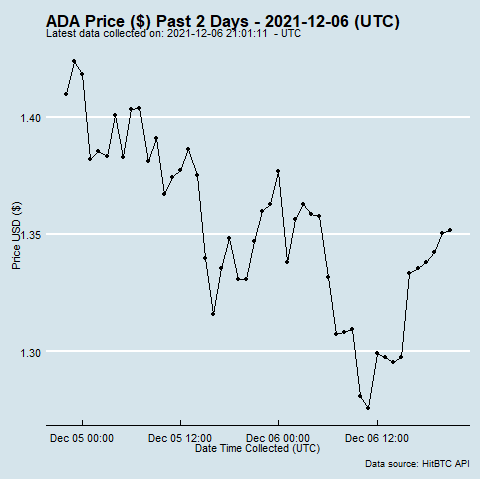 ADA Price ($) Past 2 Days - 2021-12-06 (UTC)
Latest data collected on: 2021-12-06 21:01:11 - UTC
1.40
1.35
1.30
Price USD ($)
Dec 05 00:00
Dec 05 12:00
Dec 06 00:00
Dec 06 12:00
Date Time Collected (UTC)
Data source: HitBTC API